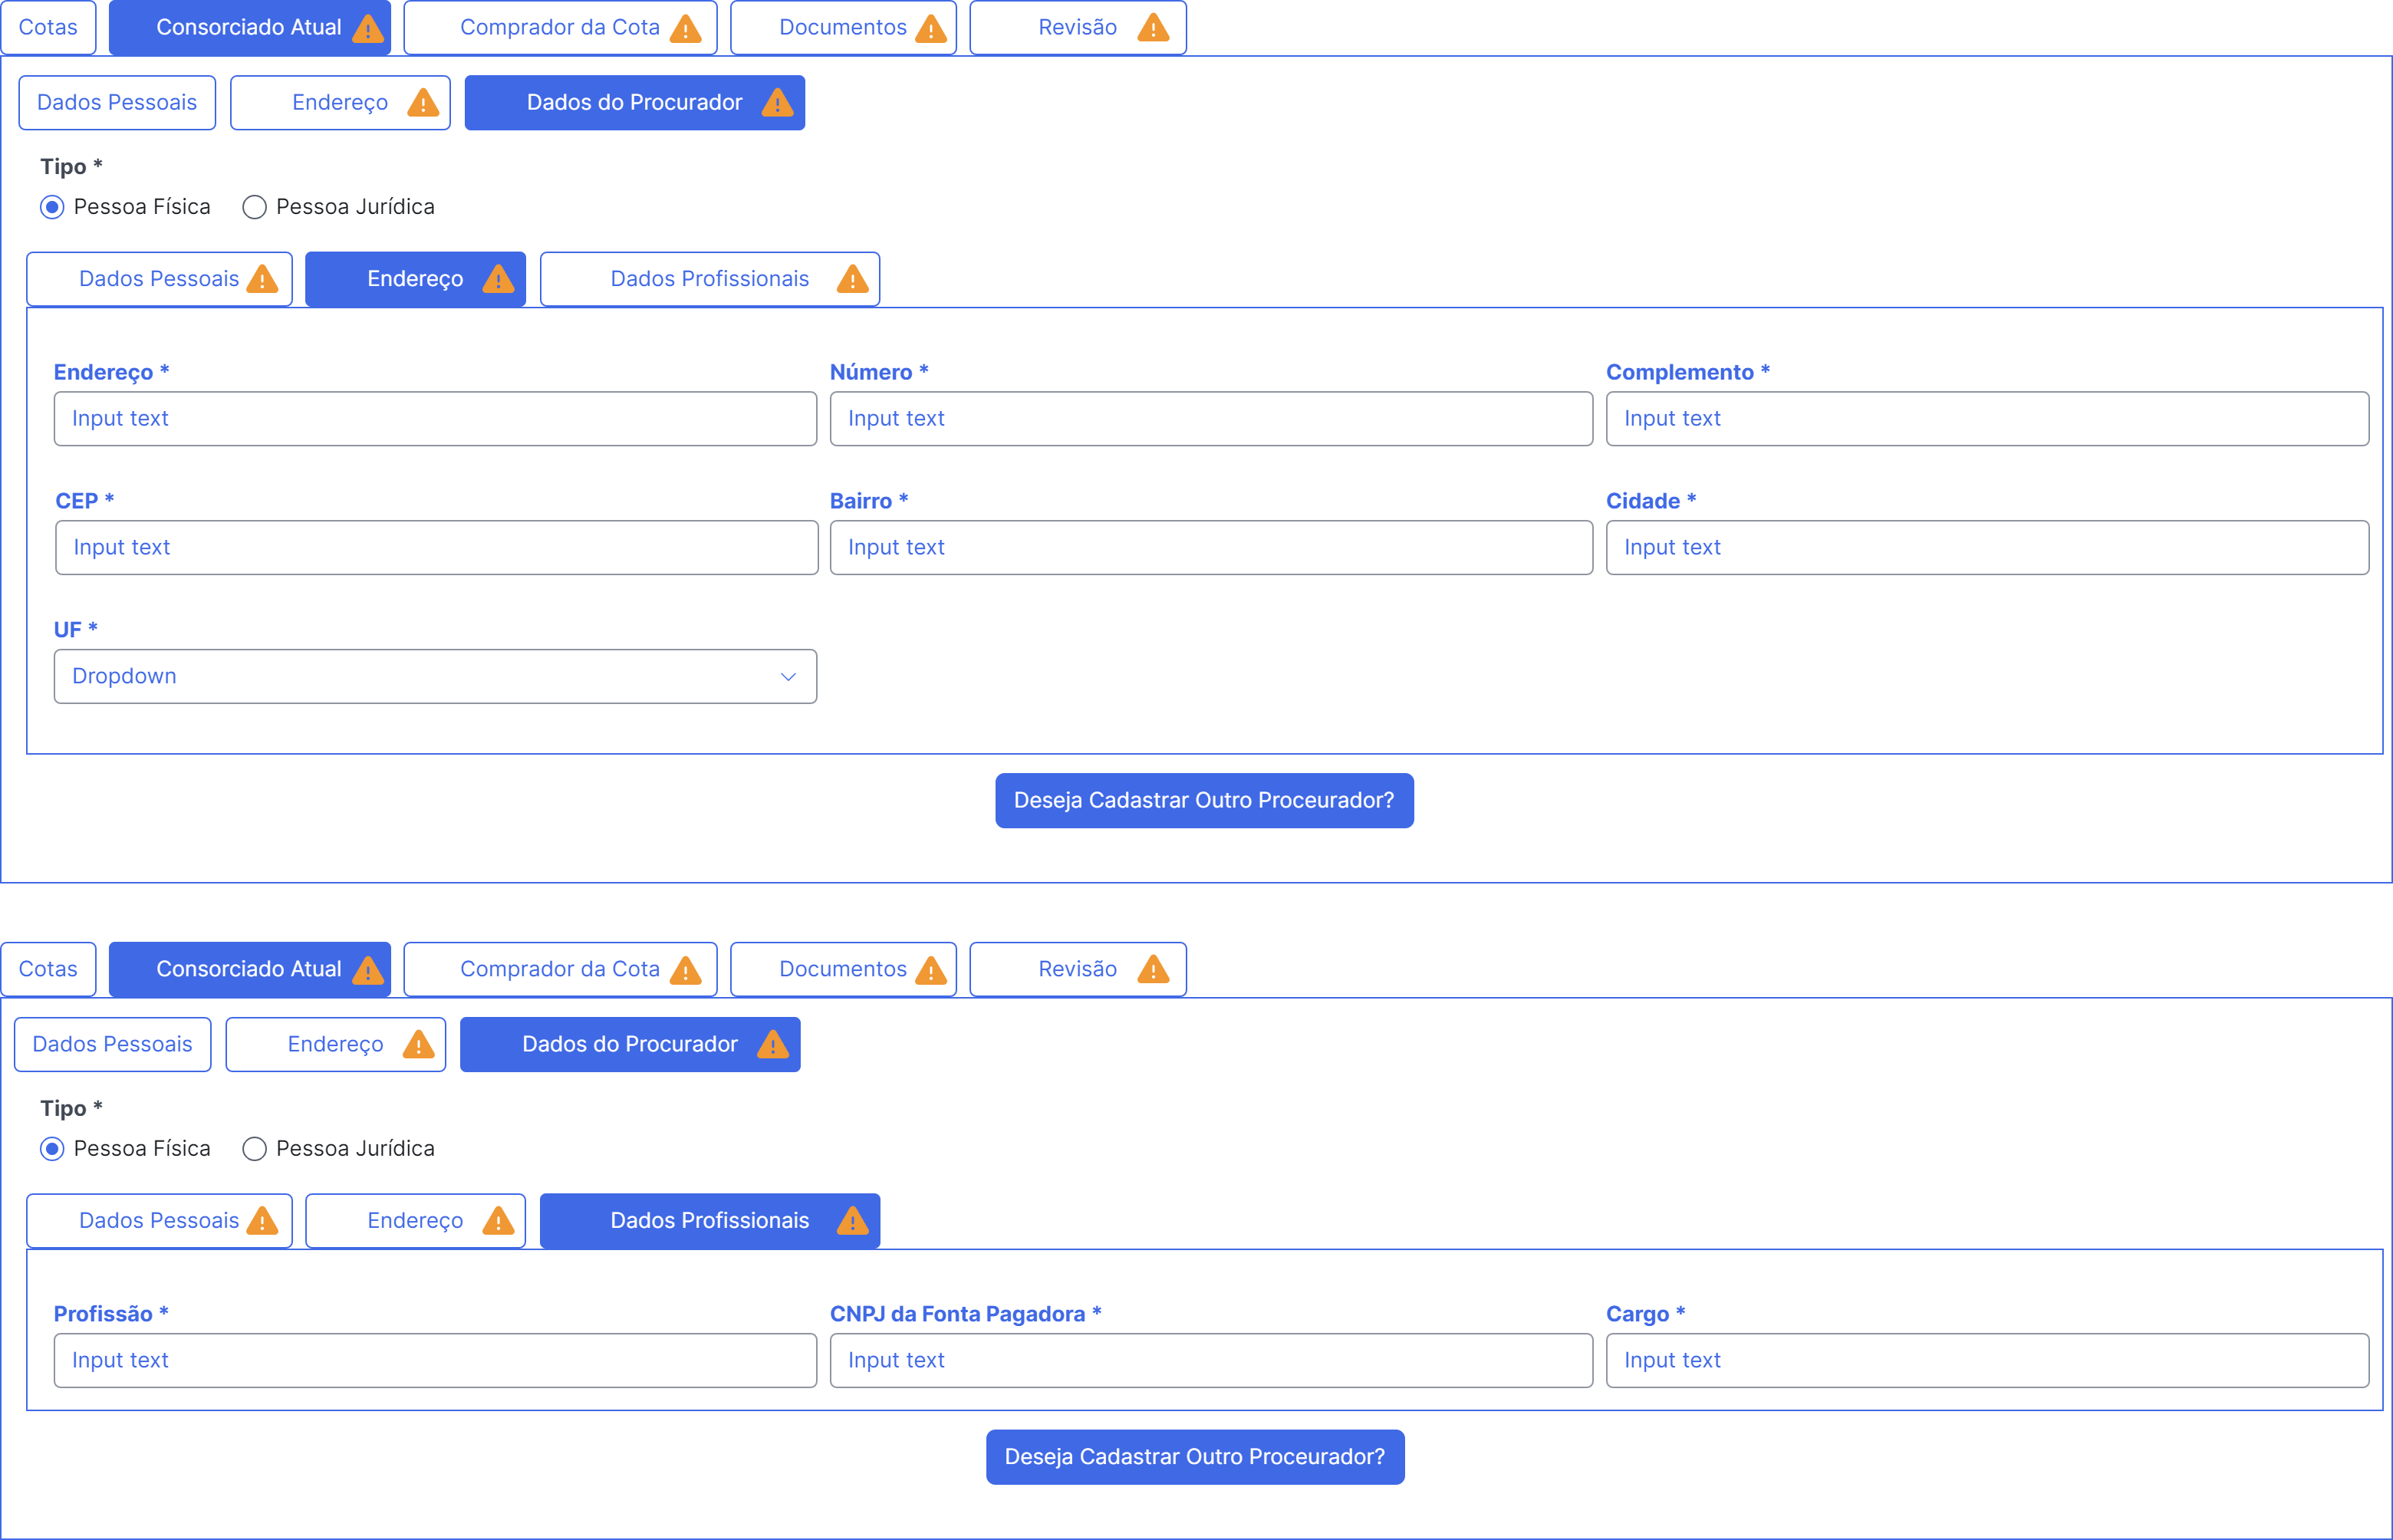 Cotas Consorciado Atual Comprador da Cota Documentos Revisão
Dados Pessoais Endereço Dados do Procurador
Tipo *
Pessoa Física Pessoa Jurídica
Dados Pessoais Endereço Dados Profissionais
Endereço * Número * Complemento *
Input text Input text Input text
CEP * Bairro * Cidade *
Input text Input text Input text
UF *
Dropdown
Deseja Cadastrar Outro Proceurador?
Cotas Consorciado Atual Comprador da Cota Documentos Revisão
Dados Pessoais Endereço Dados do Procurador
Tipo *
Pessoa Física Pessoa Jurídica
Dados Pessoais Endereço Dados Profissionais
Profissão * CNPJ da Fonta Pagadora * Cargo *
Input text Input text Input text
Deseja Cadastrar Outro Proceurador?